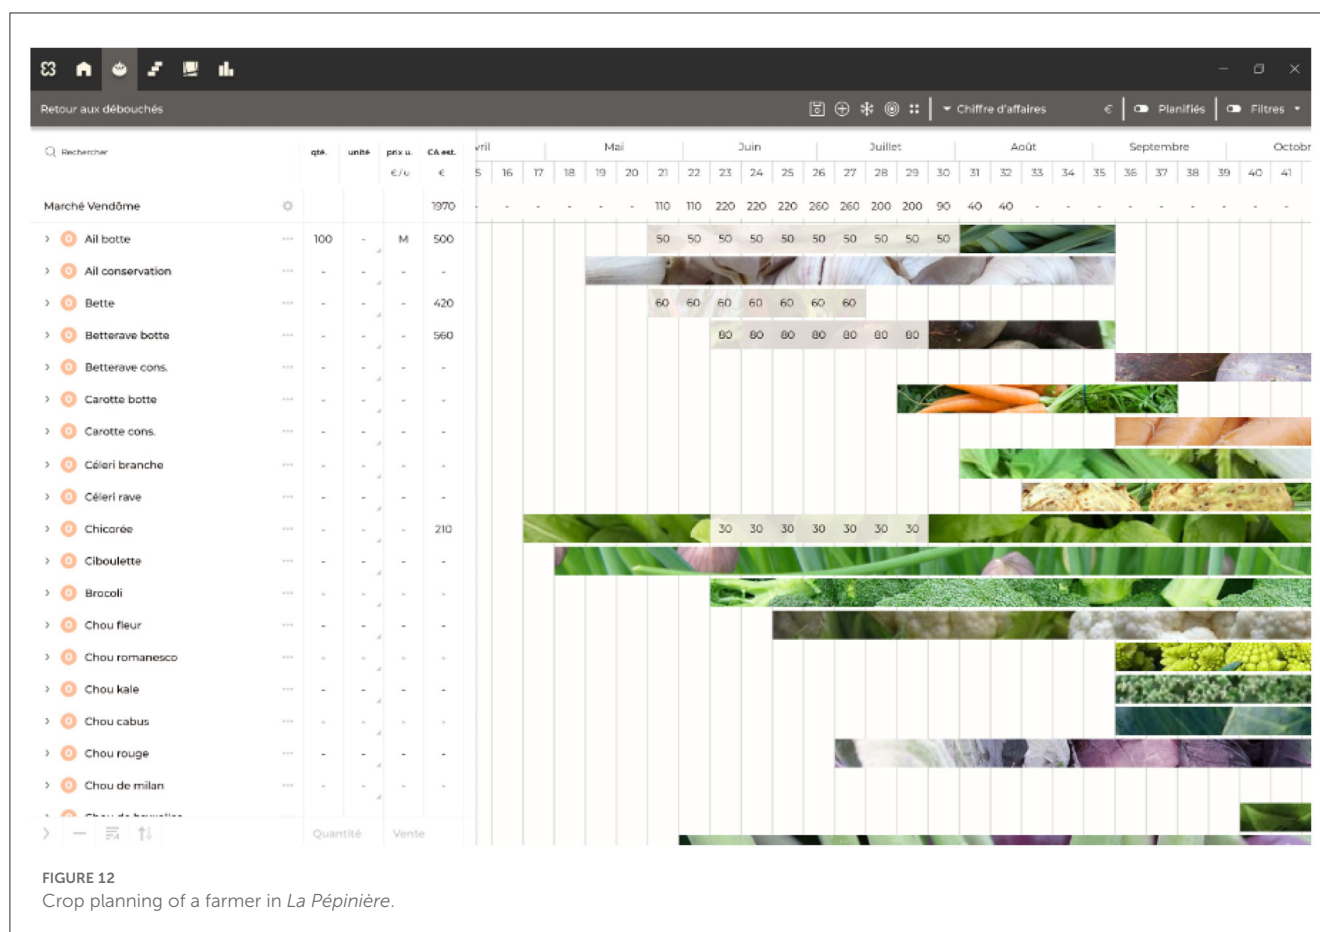 Retour aux débouchés
Chiffre d'affaires € Planifiés Filtres
Rechercher qté. unité prix u. CA est. vril Mai Juin Juillet Août Septembre Octobr
€/u € 5 16 17 18 19 20 21 22 23 24 25 26 27 28 29 30 31 32 33 34 35 36 37 38 39 40 41
Marché Vendôme 1970 - - - - - - 110 110 220 220 220 260 260 200 200 90 40 40 - - - - - - - - -
Ail botte ... 100 - M 500 50 50 50 50 50 50 50 50 50 50
Ail conservation ... - - - -
Bette ... - - - 420 60 60 60 60 60 60 60
Betterave botte ... - - - 560 80 80 80 80 80 80 80
Betterave cons. ... - - - -
Carotte botte ... - - - -
Carotte cons. ... - - - -
Céleri branche ... - - - -
Céleri rave ... - - - -
Chicorée ... - - - 210 30 30 30 30 30 30 30
Ciboulette ... - - - -
Brocoli ... - - - -
Chou fleur ... - - - -
Chou romanesco ... - - - -
Chou kale ... - - - -
Chou cabus ... - - - -
Chou rouge ... - - - -
Chou de milan ... - - - -
Quantité Vente
FIGURE 12
Crop planning of a farmer in La Pépinière.